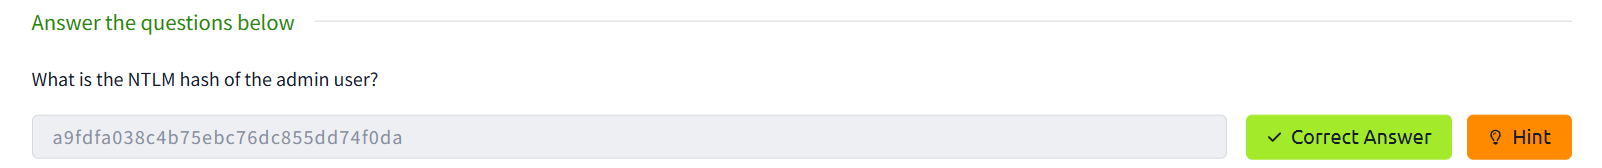 Answer the questions below
What is the NTLM hash of the admin user?
a9fdfa038c4b75ebc76dc855dd74f0da
Correct Answer
Hint